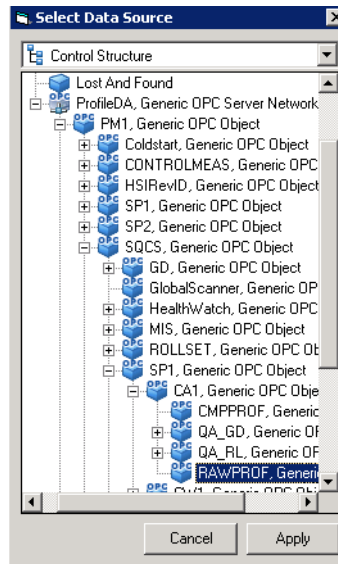 Select Data Source
Control Structure
Lost And Found
ProfileDA, Generic OPC Server Network
PM1, Generic OPC Object
Coldstart, Generic OPC Object
CONTROLMEAS, Generic OPC
HSIRevID, Generic OPC Object
SP1, Generic OPC Object
SP2, Generic OPC Object
SQCS, Generic OPC Object
GD, Generic OPC Object
GlobalScanner, Generic OP
HealthWatch, Generic OPC
MIS, Generic OPC Object
ROLLSET, Generic OPC Ob
SP1, Generic OPC Object
CA1, Generic OPC Obje
CMPPROF, Generic
QA_GD, Generic OF
QA_RL, Generic OF
RAWPROF, Generic
Cancel Apply